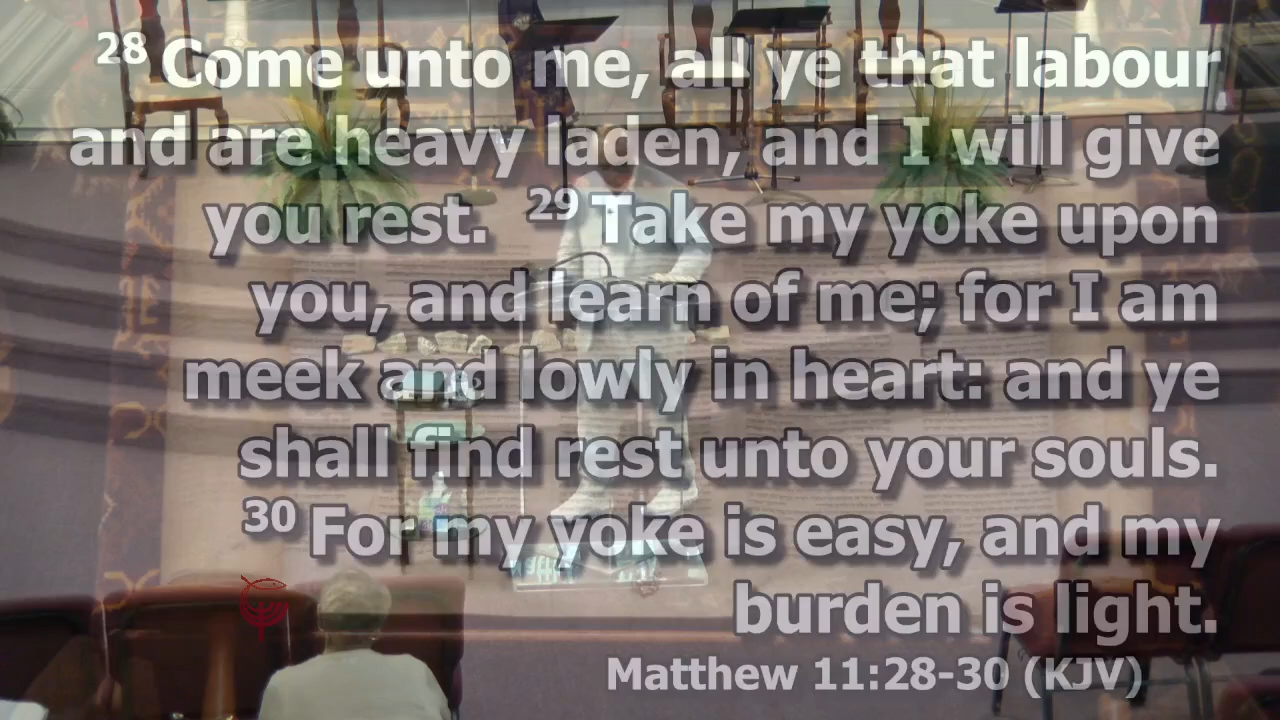 28 Come unto me, all ye that labour
and are heavy laden, and I will give
you rest. 29 Take my yoke upon
you, and learn of me; for I am
meek and lowly in heart: and ye
shall find rest unto your souls.
30 For my yoke is easy, and my
burden is light.
Matthew 11:28-30 (KJV)